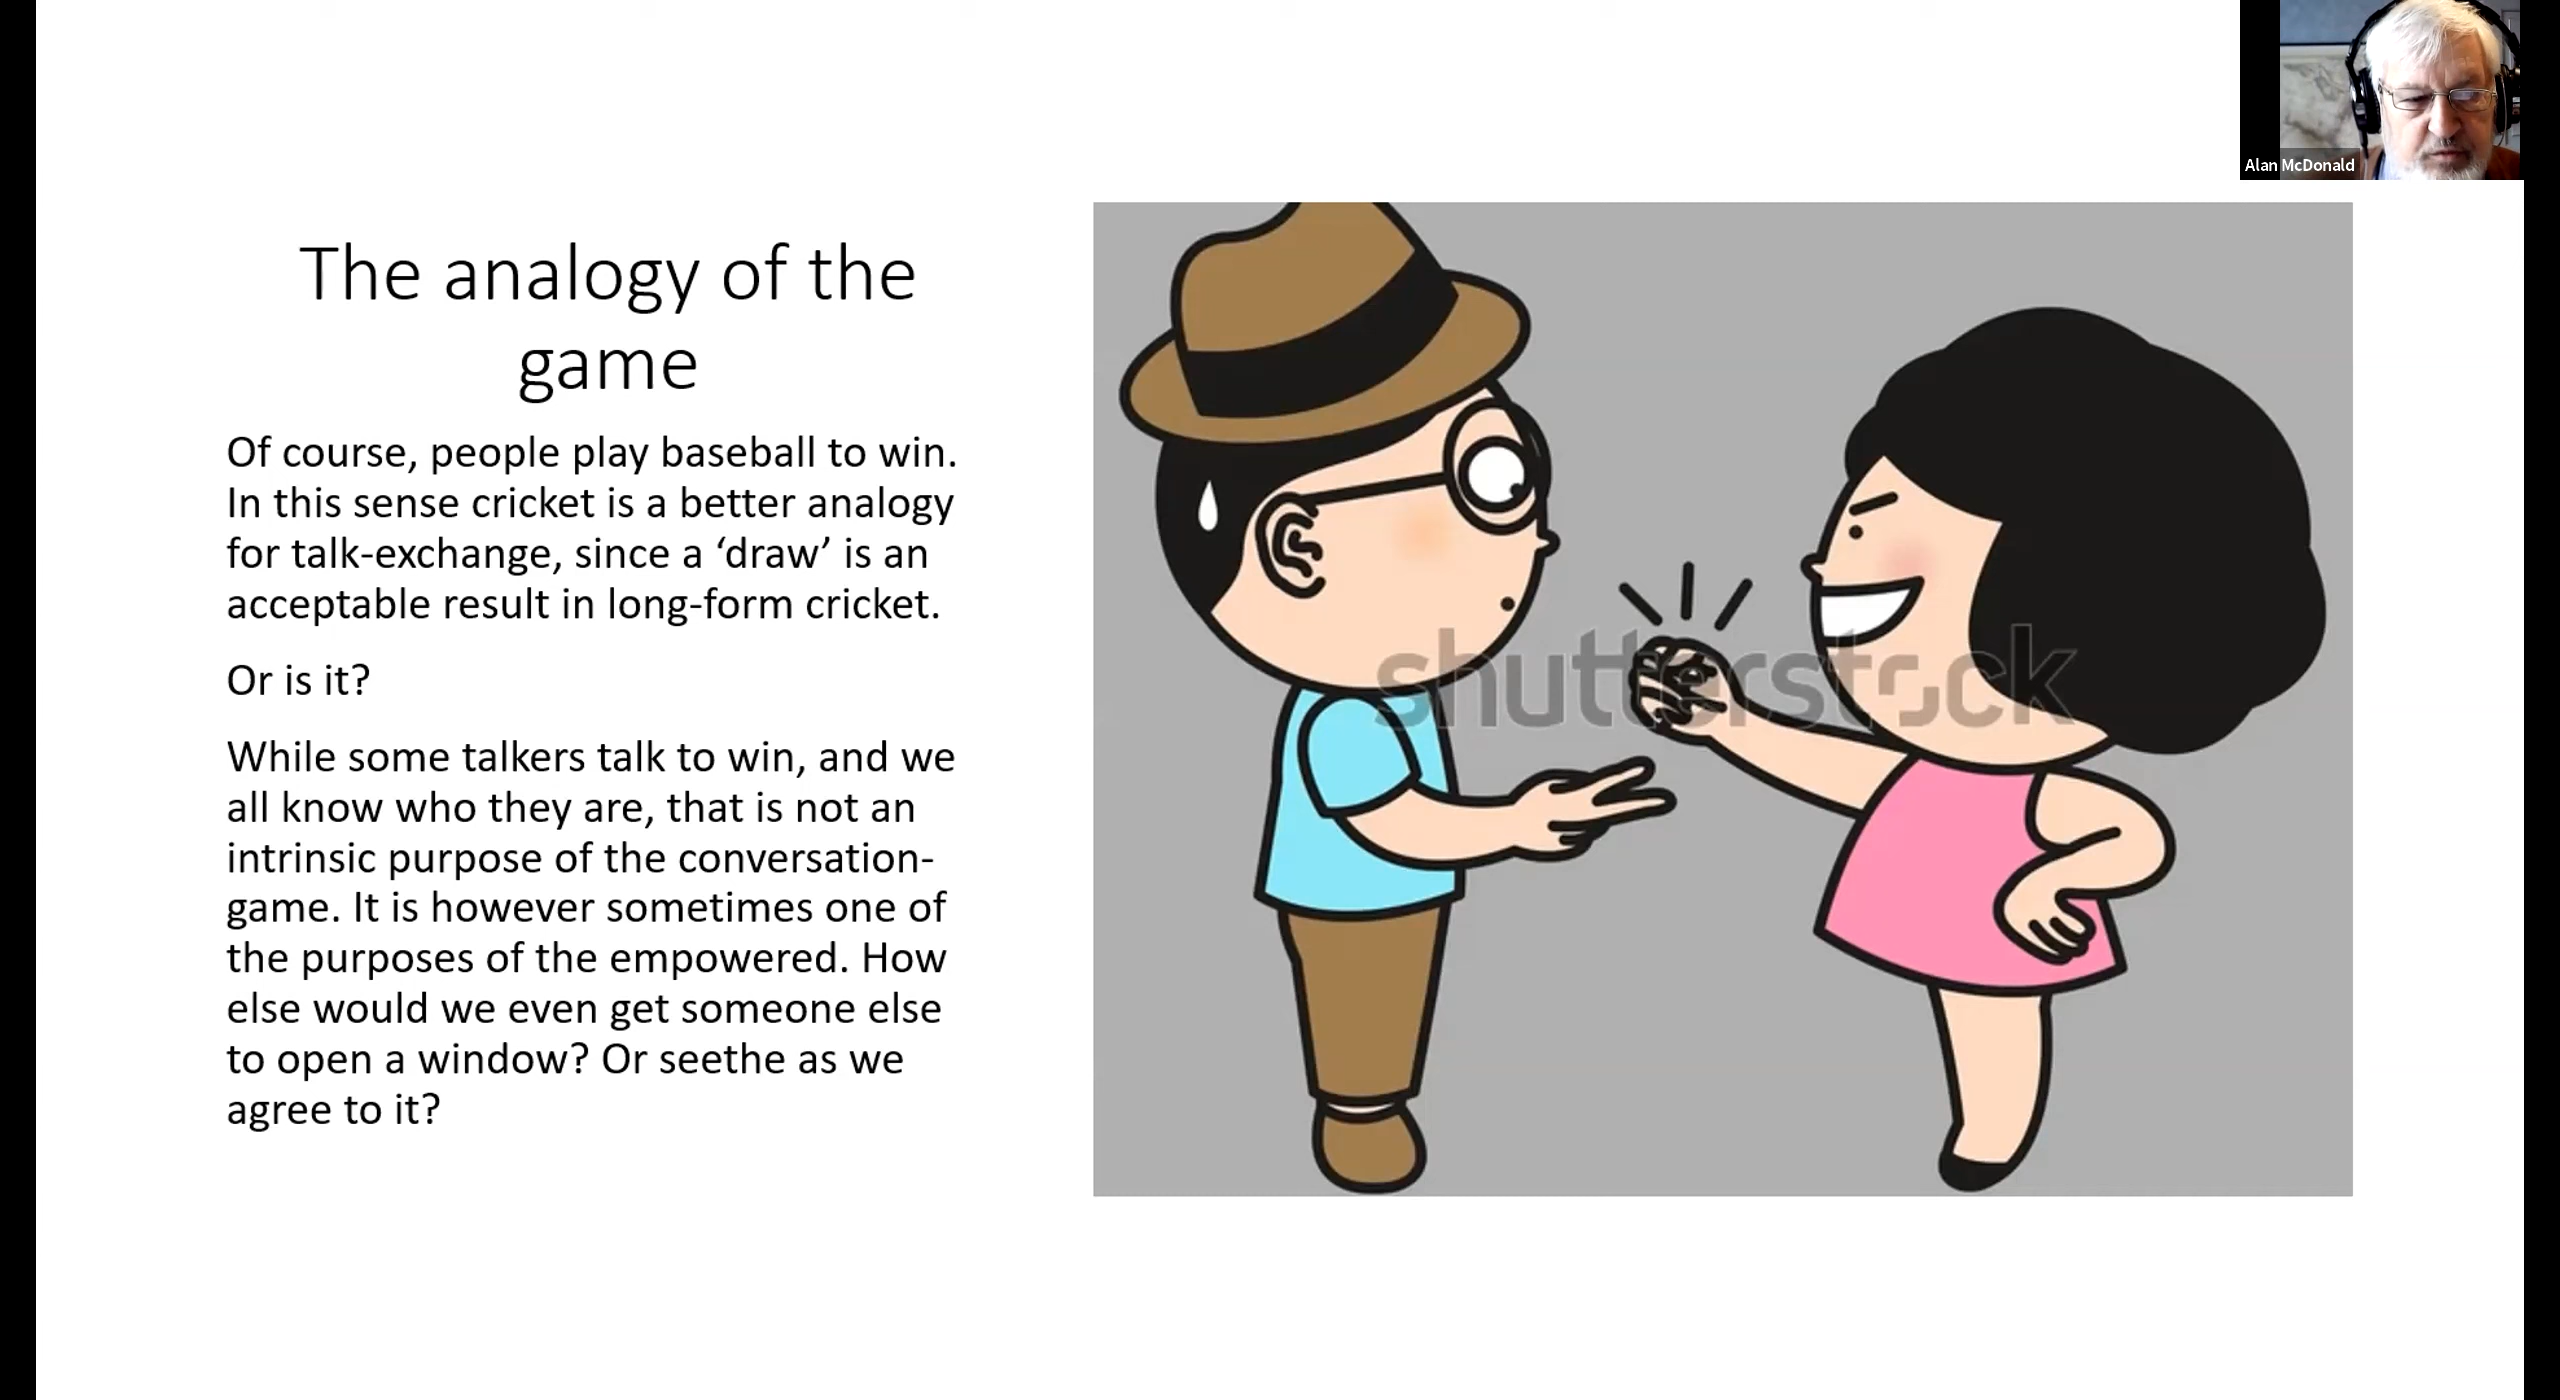 Alan McDonald
The analogy of the
game
Of course, people play baseball to win.
In this sense cricket is a better analogy
for talk-exchange, since a ‘draw’ is an
acceptable result in long-form cricket.
Or is it?
While some talkers talk to win, and we
all know who they are, that is not an
intrinsic purpose of the conversation-
game. It is however sometimes one of
the purposes of the empowered. How
else would we even get someone else
to open a window? Or seethe as we
agree to it?
shutterstock